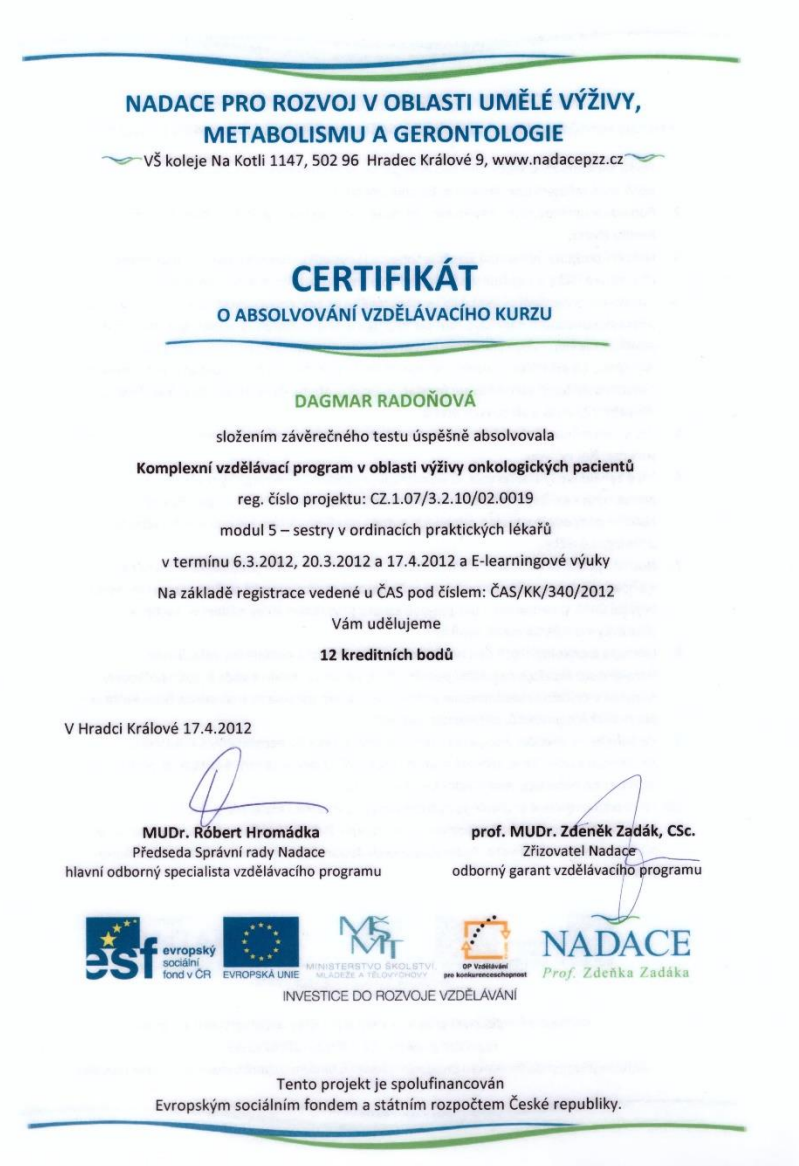 NADACE PRO ROZVOJ V OBLASTI UMĚLÉ VÝŽIVY,
METABOLISMU A GERONTOLOGIE
VŠ koleje Na Kotli 1147, 502 96 Hradec Králové 9, www.nadacepzz.cz
CERTIFIKÁT
O ABSOLVOVÁNÍ VZDĚLÁVACÍHO KURZU
DAGMAR RADOŇOVÁ
složením závěrečného testu úspěšně absolvovala
Komplexní vzdělávací program v oblasti výživy onkologických pacientů
reg. číslo projektu: CZ.1.07/3.2.10/02.0019
modul 5 – sestry v ordinacích praktických lékařů
v termínu 6.3.2012, 20.3.2012 a 17.4.2012 a E-learningové výuky
Na základě registrace vedené u ČAS pod číslem: ČAS/KK/340/2012
Vám udělujeme
12 kreditních bodů
V Hradci Králové 17.4.2012
MUDr. Róbert Hromádka
Předseda Správní rady Nadace
hlavní odborný specialista vzdělávacího programu
prof. MUDr. Zdeněk Zadák, CSc.
Zřizovatel Nadace
odborný garant vzdělávacího programu
esf evropský
sociální
fond v ČR
EVROPSKÁ UNIE
MŠMT
MINISTERSTVO ŠKOLSTVÍ,
MLÁDEŽE A TĚLOVÝCHOVY
OP Vzdělávání
pro konkurenceschopnost
NADACE
Prof. Zdeňka Zadáka
INVESTICE DO ROZVOJE VZDĚLÁVÁNÍ
Tento projekt je spolufinancován
Evropským sociálním fondem a státním rozpočtem České republiky.